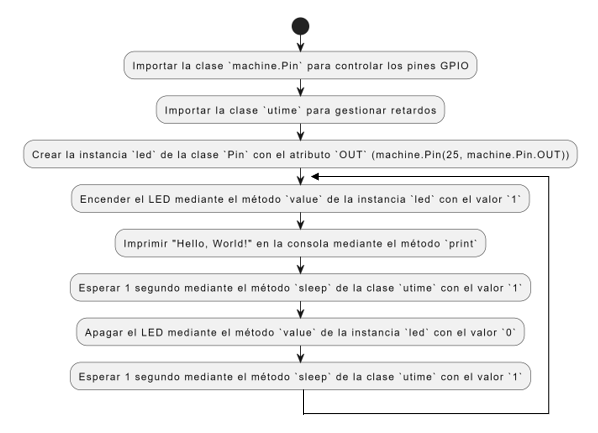 Importar la clase `machine.Pin` para controlar los pines GPIO
Importar la clase `utime` para gestionar retardos
Crear la instancia `led` de la clase `Pin` con el atributo `OUT` (machine.Pin(25, machine.Pin.OUT))
Encender el LED mediante el método `value` de la instancia `led` con el valor `1`
Imprimir "Hello, World!" en la consola mediante el método `print`
Esperar 1 segundo mediante el método `sleep` de la clase `utime` con el valor `1`
Apagar el LED mediante el método `value` de la instancia `led` con el valor `0`
Esperar 1 segundo mediante el método `sleep` de la clase `utime` con el valor `1`